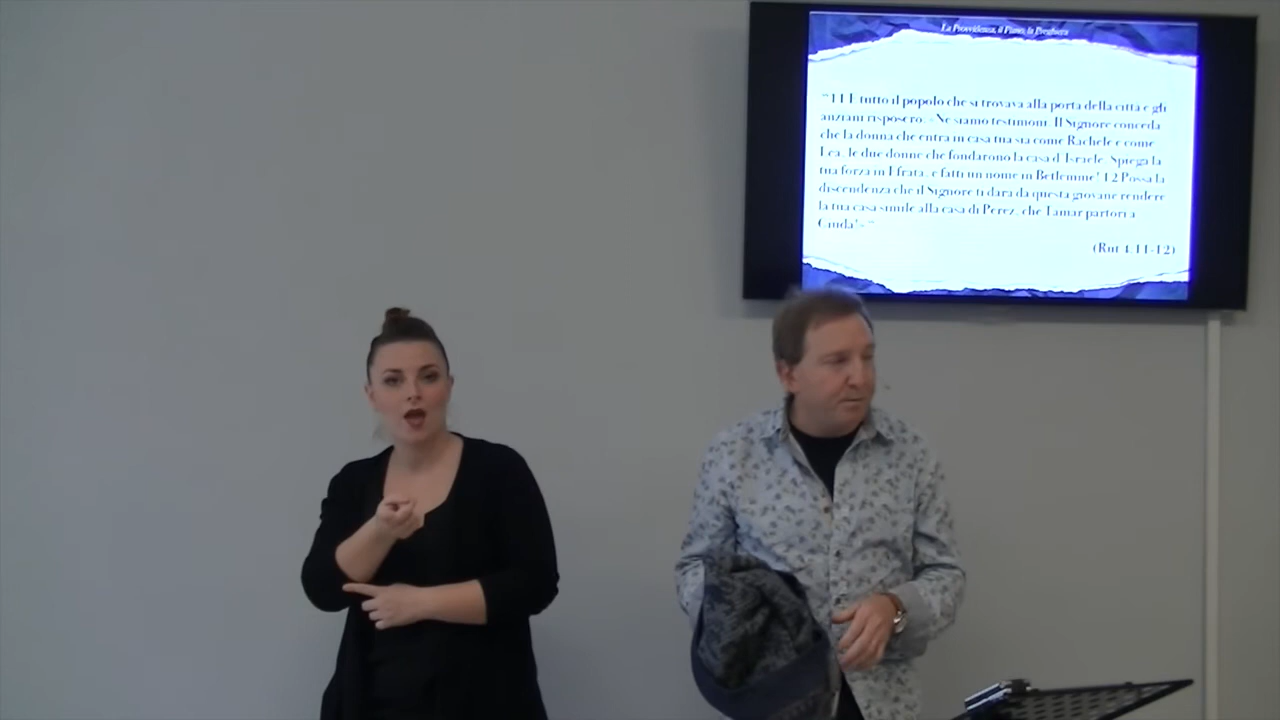 La Provvidenza, il Piano, la Preghiera
"11 E tutto il popolo che si trovava alla porta della città e gli
anziani risposero: «Ne siamo testimoni. Il Signore conceda
che la donna che entra in casa tua sia come Rachele e come
Lea, le due donne che fondarono la casa d'Israele. Spiega la
tua forza in Efrata, e fatti un nome in Betlemme! 12 Possa la
discendenza che il Signore ti darà da questa giovane rendere
la tua casa simile alla casa di Perez, che Tamar partorì a
Giuda!»"
(Rut 4:11-12)